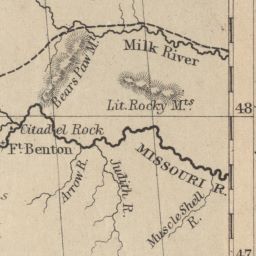 Milk River
Bears Paw Mt.
Lit. Rocky Mts.
48
Citadel Rock
Ft. Benton
MISSOURI R.
Arrow R.
Judith R.
Muscle Shell
R.
47